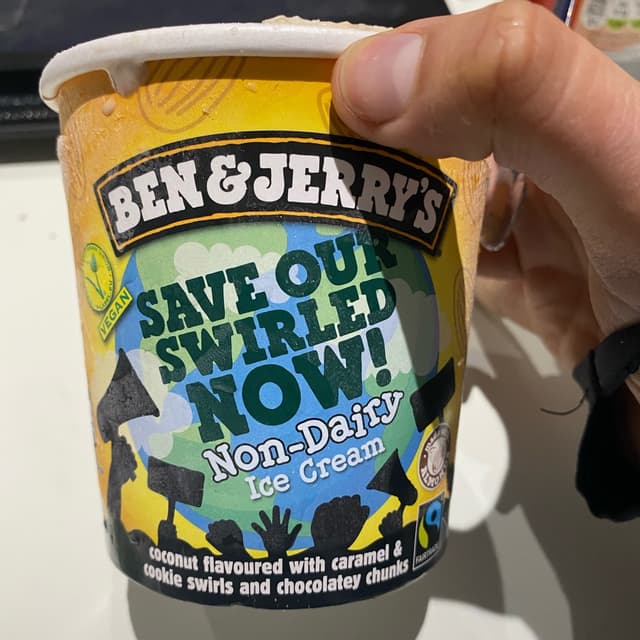 BEN & JERRY'S
VEGAN
SAVE OUR
SWIRLED
NOW!
Non-Dairy
Ice Cream
coconut flavoured with caramel &
cookie swirls and chocolatey chunks